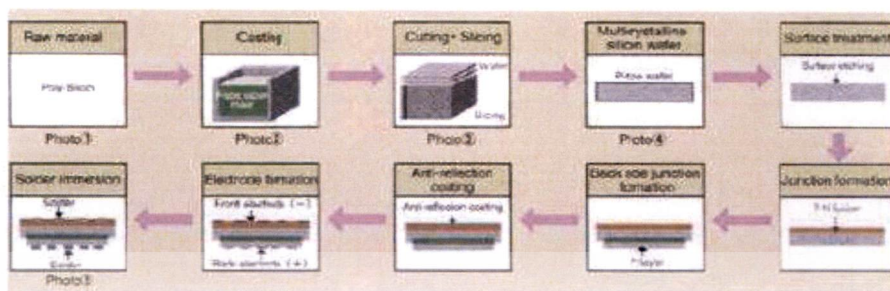 Raw material
Casting
Cutting+ Slicing
Multicrystalline
silicon wafer
Surface treatment
Poly Silicon
Wafer
Slicing
P-type wafer
Surface etching
Photo①
Photo②
Photo③
Photo④
Solder immersion
Electrode formation
Anti-reflection
coating
Back side junction
formation
Junction formation
Solder
Front electrode (−)
Anti-reflection coating
Solder
Back electrode (+)